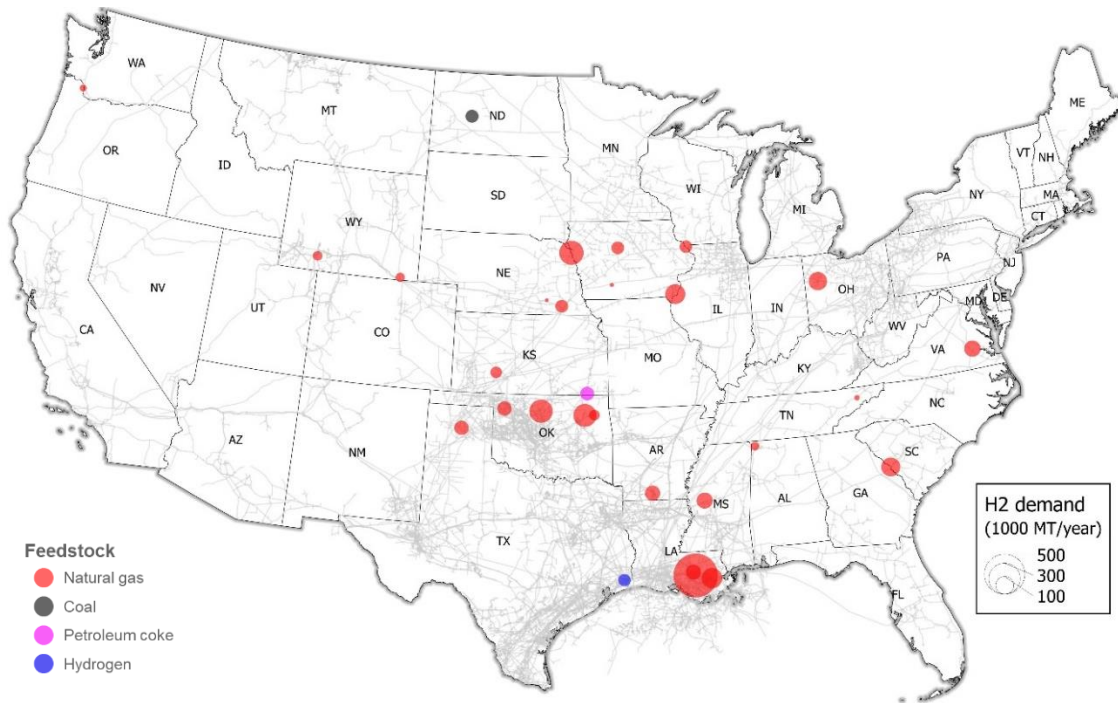 WA
MT
ND
MN
ME
OR
ID
SD
WI
MI
VT
NH
NY
MA
CT
WY
NE
PA
NJ
NV
UT
CO
IL
IN
OH
MD
DE
CA
KS
MO
WV
VA
KY
AZ
NM
OK
AR
TN
NC
SC
TX
LA
MS
AL
GA
FL
H2 demand
(1000 MT/year)
500
300
100
Feedstock
Natural gas
Coal
Petroleum coke
Hydrogen